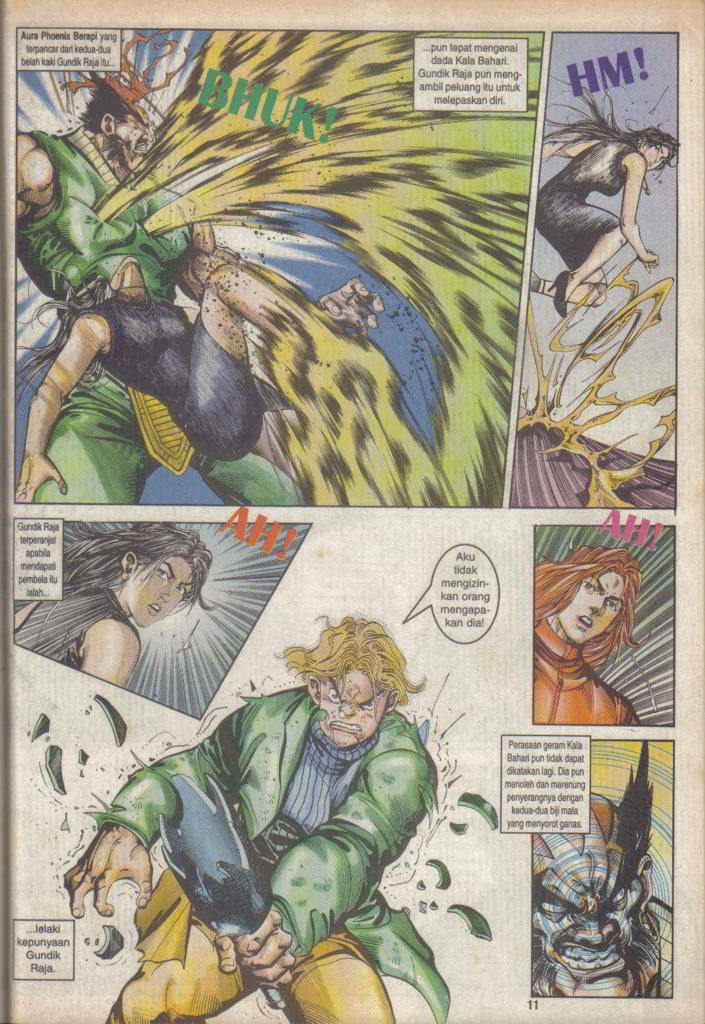 Aura Phoenix Berapi yang
terpancar dari kedua-dua
belah kaki Gundik Raja itu...
BHUK!
...pun tepat mengenai
dada Kala Bahari.
Gundik Raja pun meng-
ambil peluang itu untuk
melepaskan diri.
HM!
Gundik Raja
terperanjat
apabila
mendapati
pembela itu
ialah...
AH!
Aku
tidak
mengizin-
kan orang
mengapa-
kan dia!
AH!
...lelaki
kepunyaan
Gundik
Raja.
Perasaan geram Kala
Bahari pun tidak dapat
dikatakan lagi. Dia pun
menoleh dan merenung
penyerangnya dengan
kedua-dua biji mata
yang menyorot ganas.
11